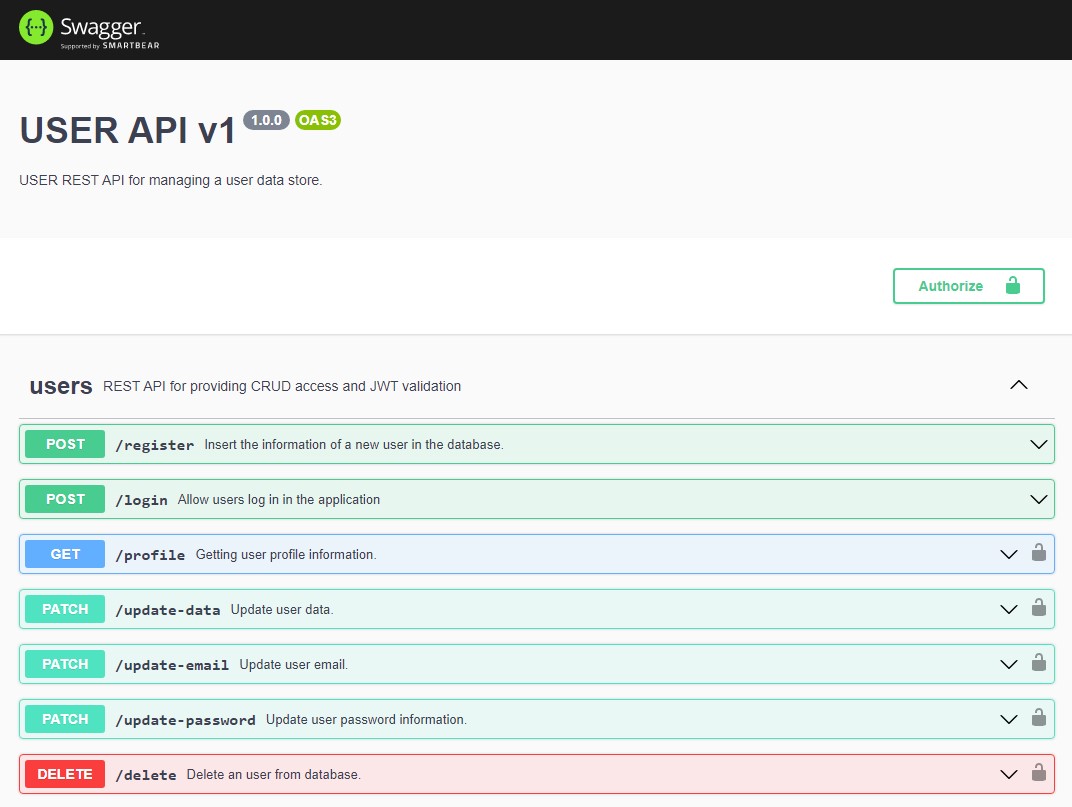 Swagger
Supported by SMARTBEAR
USER API v1 1.0.0 OAS3
USER REST API for managing a user data store.
Authorize
users REST API for providing CRUD access and JWT validation
POST /register Insert the information of a new user in the database.
POST /login Allow users log in in the application
GET /profile Getting user profile information.
PATCH /update-data Update user data.
PATCH /update-email Update user email.
PATCH /update-password Update user password information.
DELETE /delete Delete an user from database.